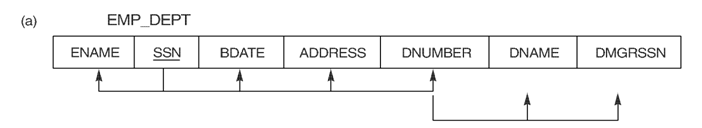 (a) EMP_DEPT
ENAME SSN BDATE ADDRESS DNUMBER DNAME DMGRSSN